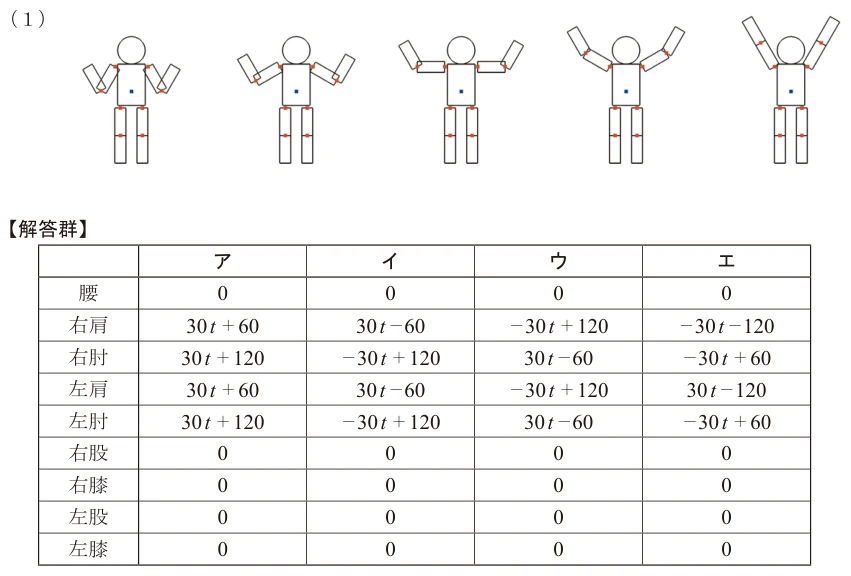 （1）
【解答群】
ア イ ウ エ
腰 0 0 0 0
右肩 30t＋60 30t−60 −30t＋120 −30t−120
右肘 30t＋120 −30t＋120 30t−60 −30t＋60
左肩 30t＋60 30t−60 −30t＋120 30t−120
左肘 30t＋120 −30t＋120 30t−60 −30t＋60
右股 0 0 0 0
右膝 0 0 0 0
左股 0 0 0 0
左膝 0 0 0 0